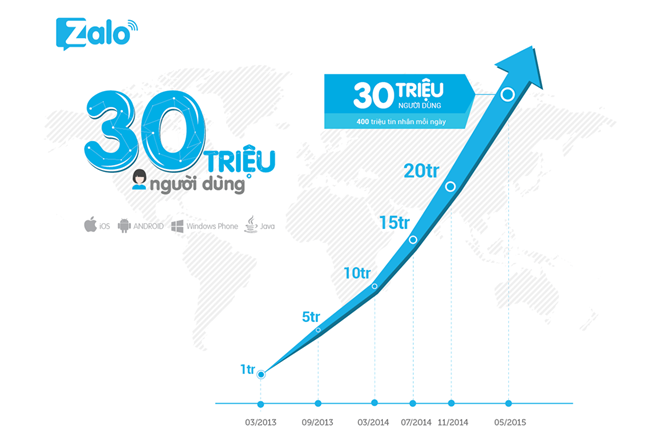 Zalo
30 TRIỆU
người dùng
iOS ANDROID Windows Phone Java
30 TRIỆU
NGƯỜI DÙNG
400 triệu tin nhắn mỗi ngày
20tr
15tr
10tr
5tr
1tr
03/2013 09/2013 03/2014 07/2014 11/2014 05/2015